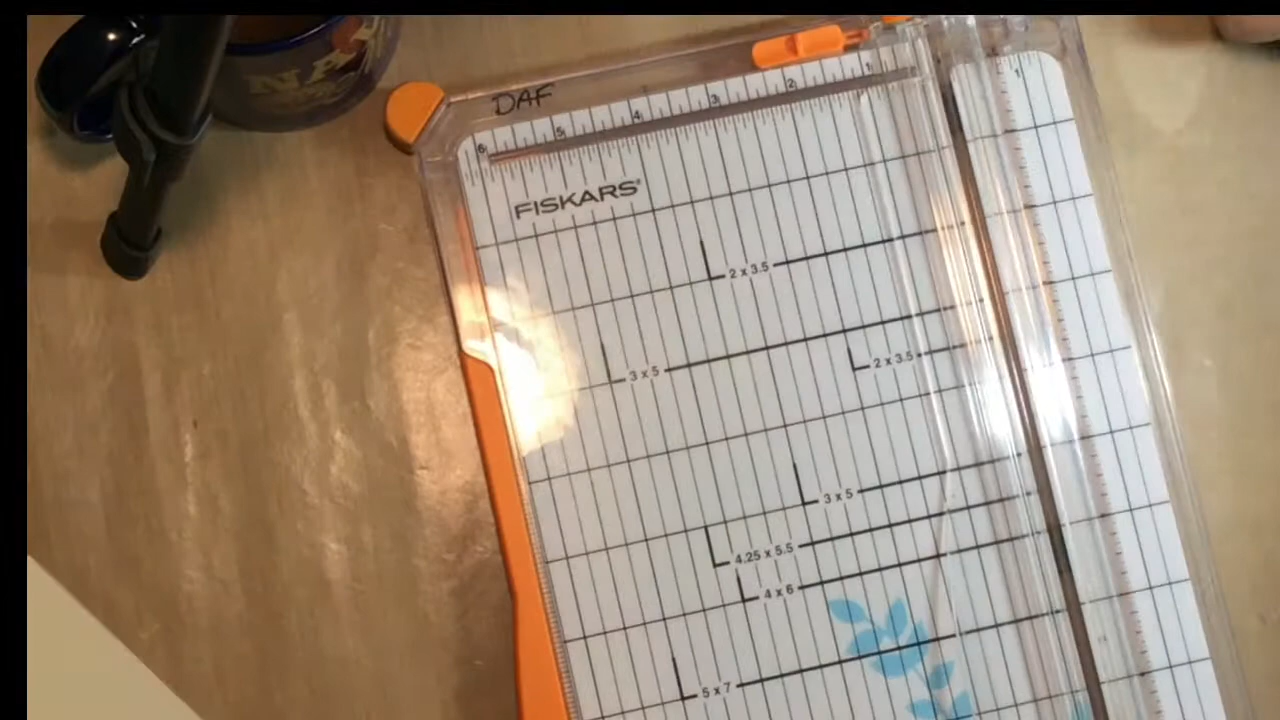 NAVY
DAF
6 5 4 3 2 1 1
FISKARS®
2 x 3.5
3 x 5
2 x 3.5
3 x 5
4.25 x 5.5
4 x 6
5 x 7